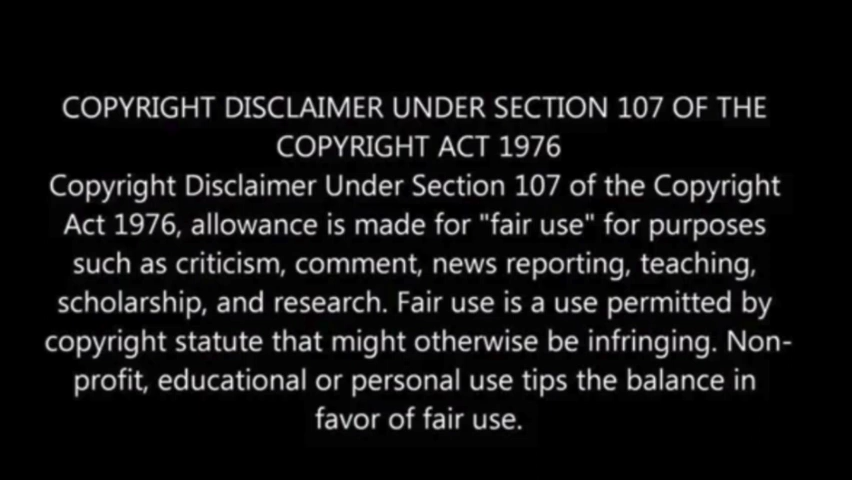 COPYRIGHT DISCLAIMER UNDER SECTION 107 OF THE
COPYRIGHT ACT 1976
Copyright Disclaimer Under Section 107 of the Copyright
Act 1976, allowance is made for "fair use" for purposes
such as criticism, comment, news reporting, teaching,
scholarship, and research. Fair use is a use permitted by
copyright statute that might otherwise be infringing. Non-
profit, educational or personal use tips the balance in
favor of fair use.